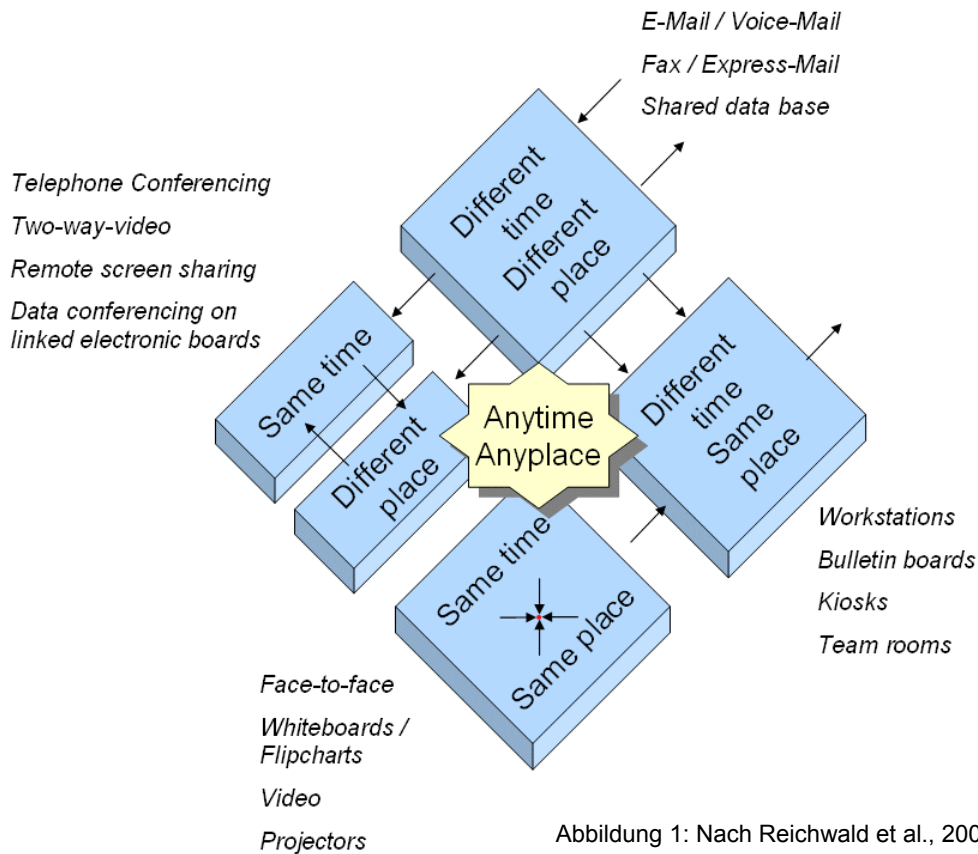 E-Mail / Voice-Mail
Fax / Express-Mail
Shared data base
Different
time
Different
place
Telephone Conferencing
Two-way-video
Remote screen sharing
Data conferencing on
linked electronic boards
Same time
Different
place
Anytime
Anyplace
Different
time
Same
place
Workstations
Bulletin boards
Kiosks
Team rooms
Same time
Same place
Face-to-face
Whiteboards /
Flipcharts
Video
Projectors
Abbildung 1: Nach Reichwald et al.,